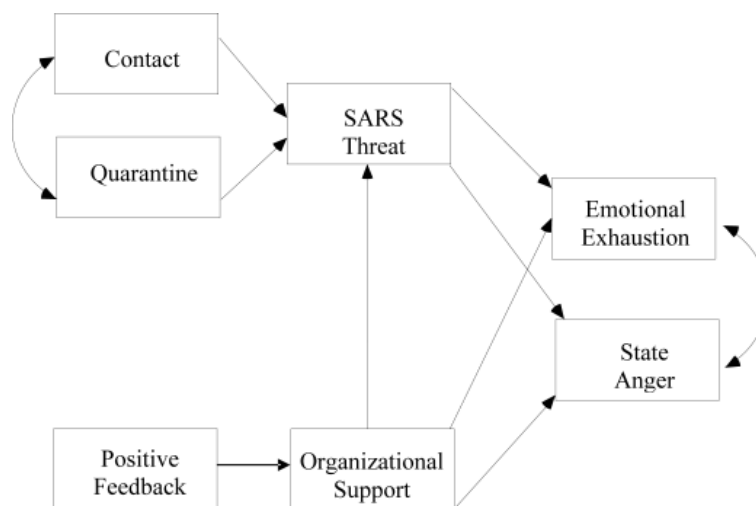 Contact
Quarantine
SARS
Threat
Emotional
Exhaustion
State
Anger
Positive
Feedback
Organizational
Support